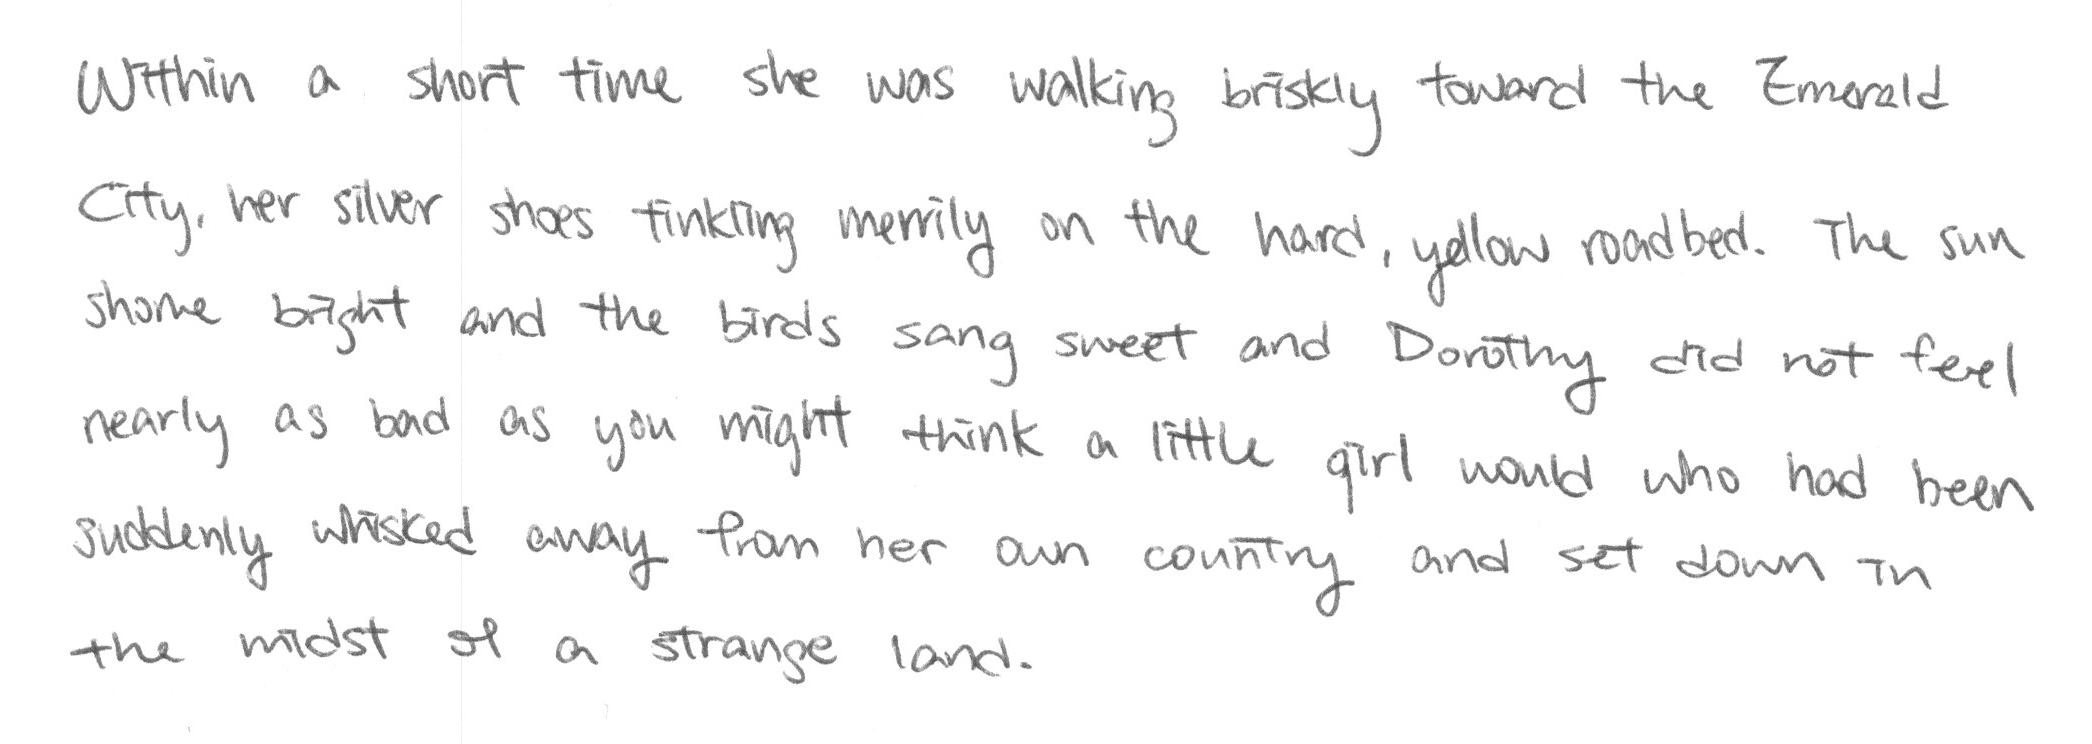 Within a short time she was walking briskly toward the Emerald
City, her silver shoes tinkling merrily on the hard, yellow roadbed. The sun
shone bright and the birds sang sweet and Dorothy did not feel
nearly as bad as you might think a little girl would who had been
suddenly whisked away from her own country and set down in
the midst of a strange land.